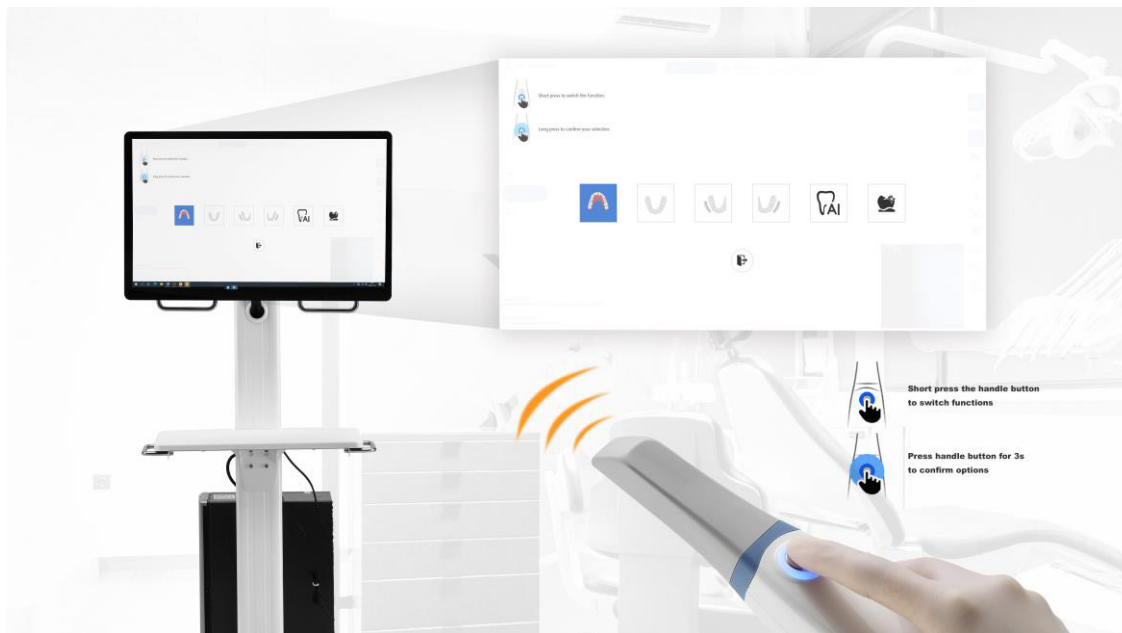 Short press to switch the function.
Long press to confirm your selection.
AI
AI
Short press the handle button
to switch functions
Press handle button for 3s
to confirm options